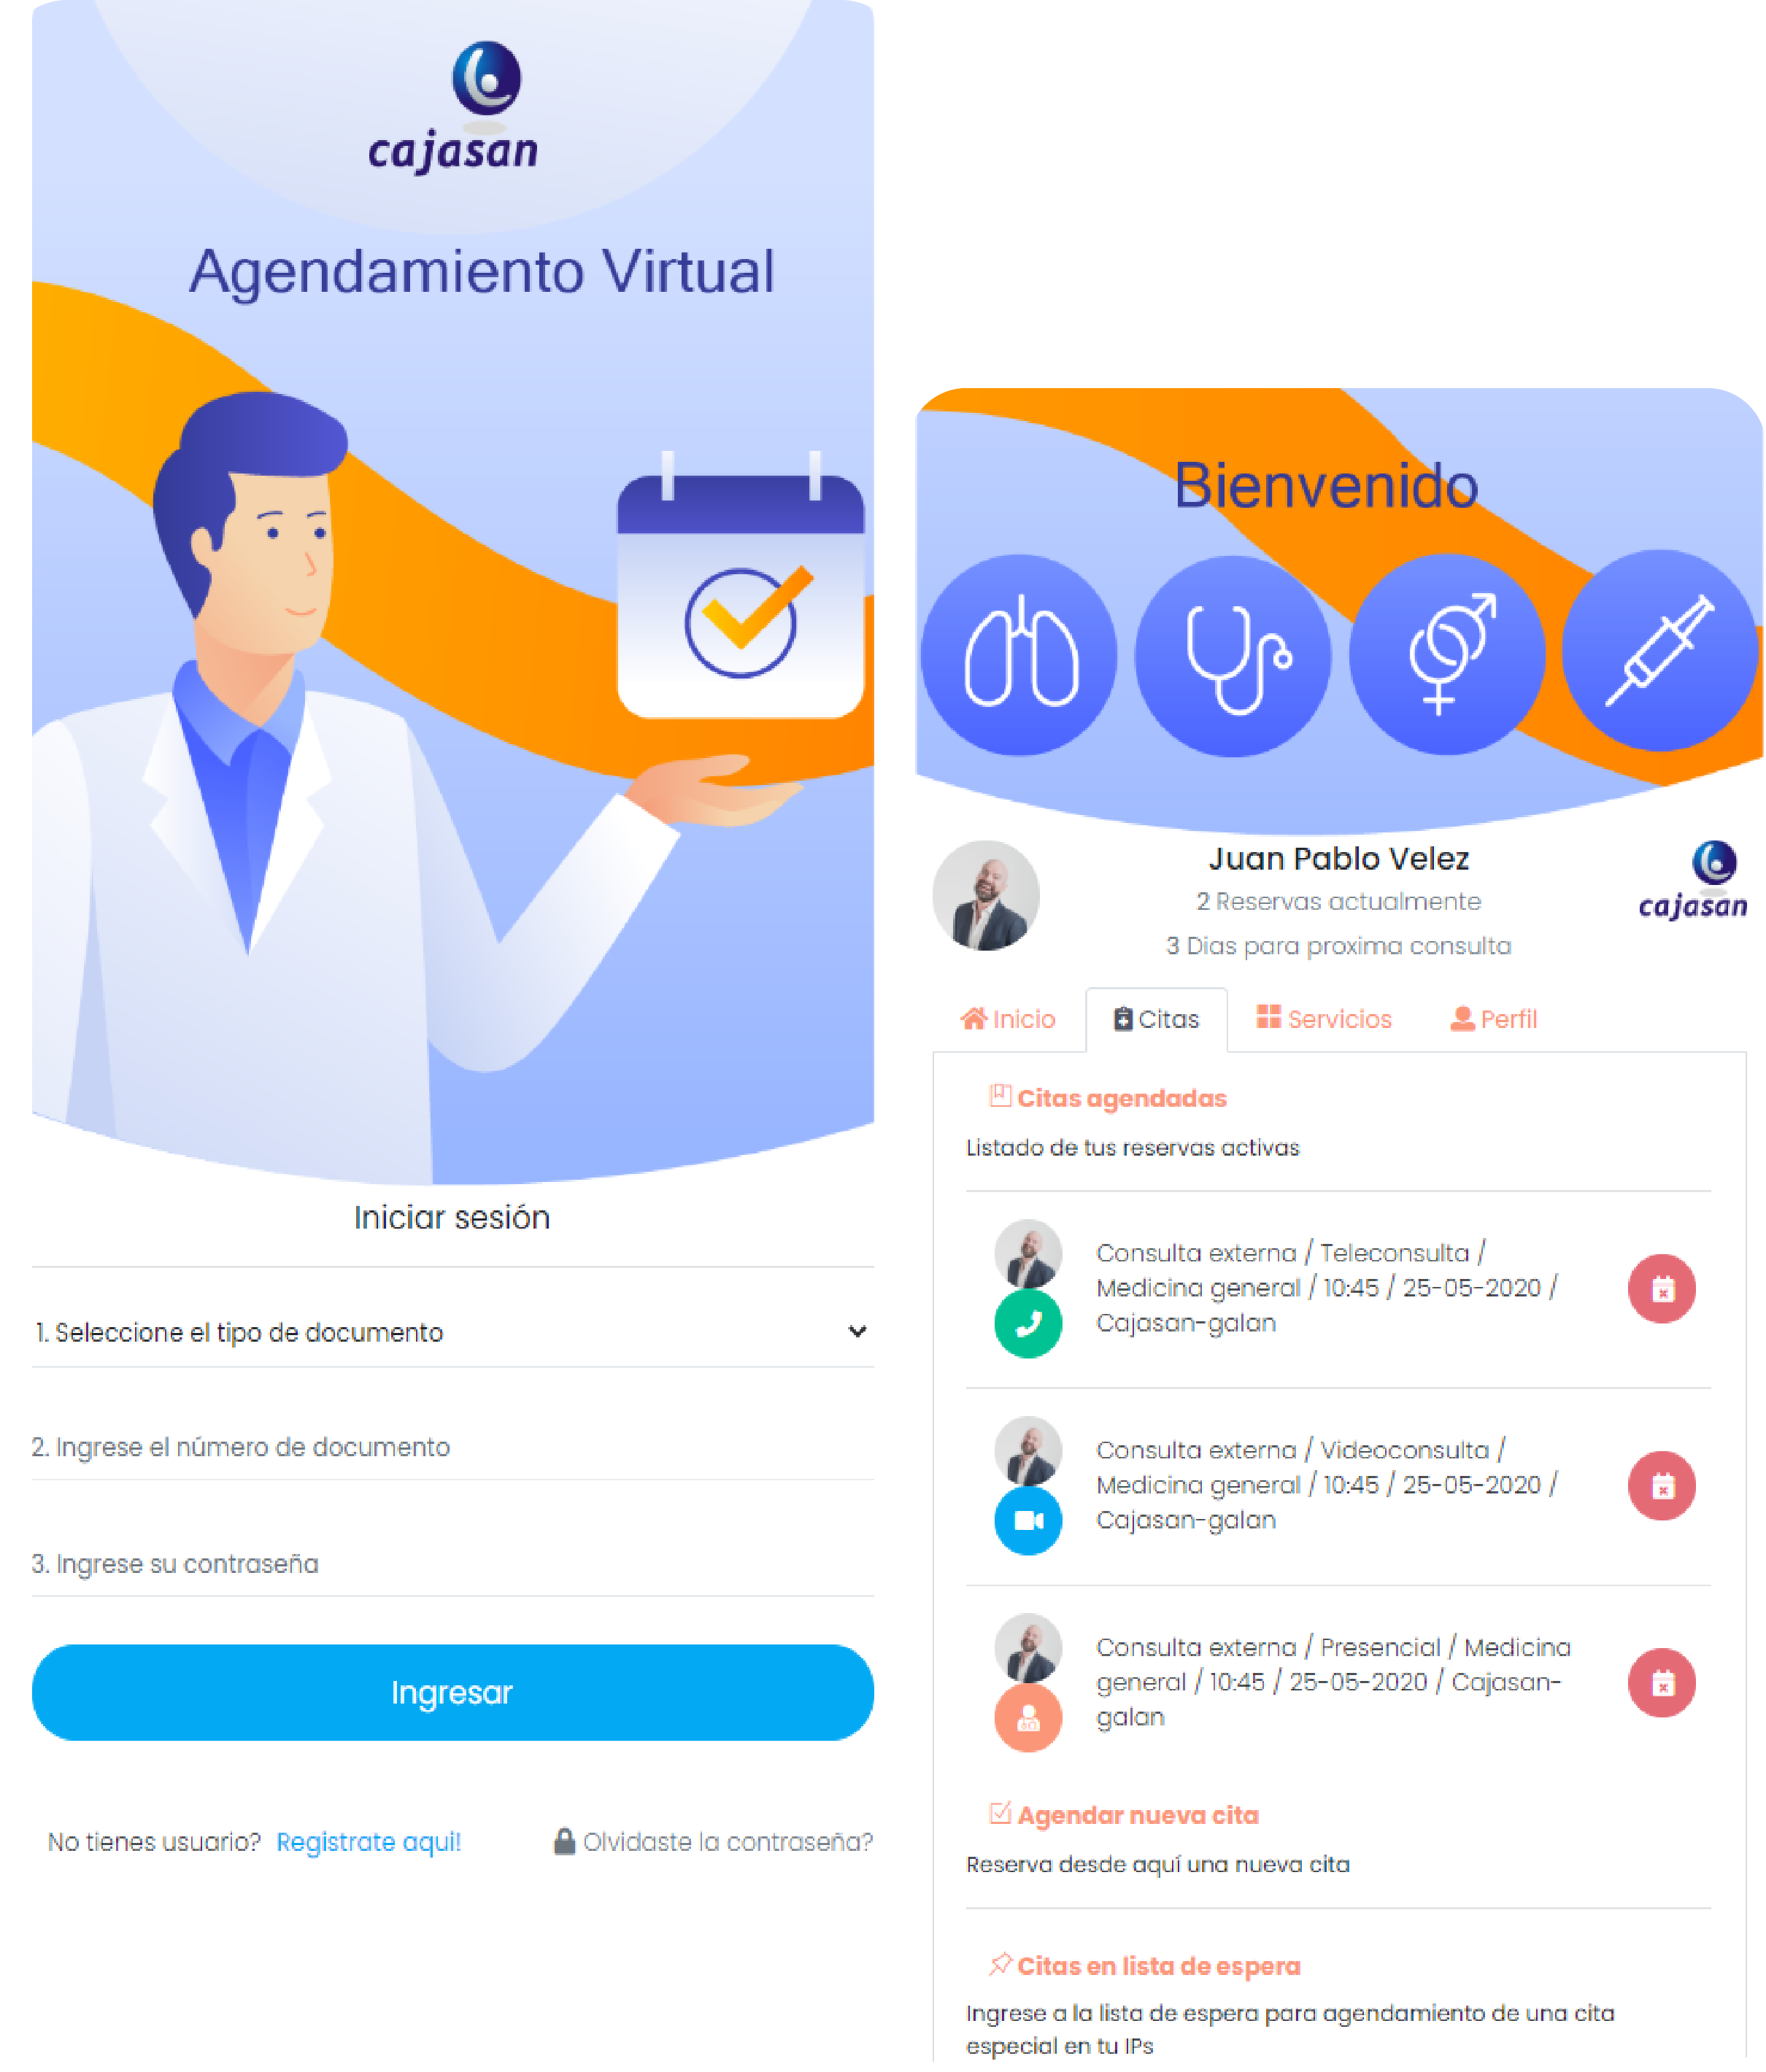 cajasan
Agendamiento Virtual
Iniciar sesión
1. Seleccione el tipo de documento
2. Ingrese el número de documento
3. Ingrese su contraseña
Ingresar
No tienes usuario? Registrate aqui!
Olvidaste la contraseña?
Bienvenido
Juan Pablo Velez
2 Reservas actualmente
3 Dias para proxima consulta
cajasan
Inicio
Citas
Servicios
Perfil
Citas agendadas
Listado de tus reservas activas
Consulta externa / Teleconsulta /
Medicina general / 10:45 / 25-05-2020 /
Cajasan-galan
Consulta externa / Videoconsulta /
Medicina general / 10:45 / 25-05-2020 /
Cajasan-galan
Consulta externa / Presencial / Medicina
general / 10:45 / 25-05-2020 / Cajasan-
galan
Agendar nueva cita
Reserva desde aquí una nueva cita
Citas en lista de espera
Ingrese a la lista de espera para agendamiento de una cita
especial en tu IPs